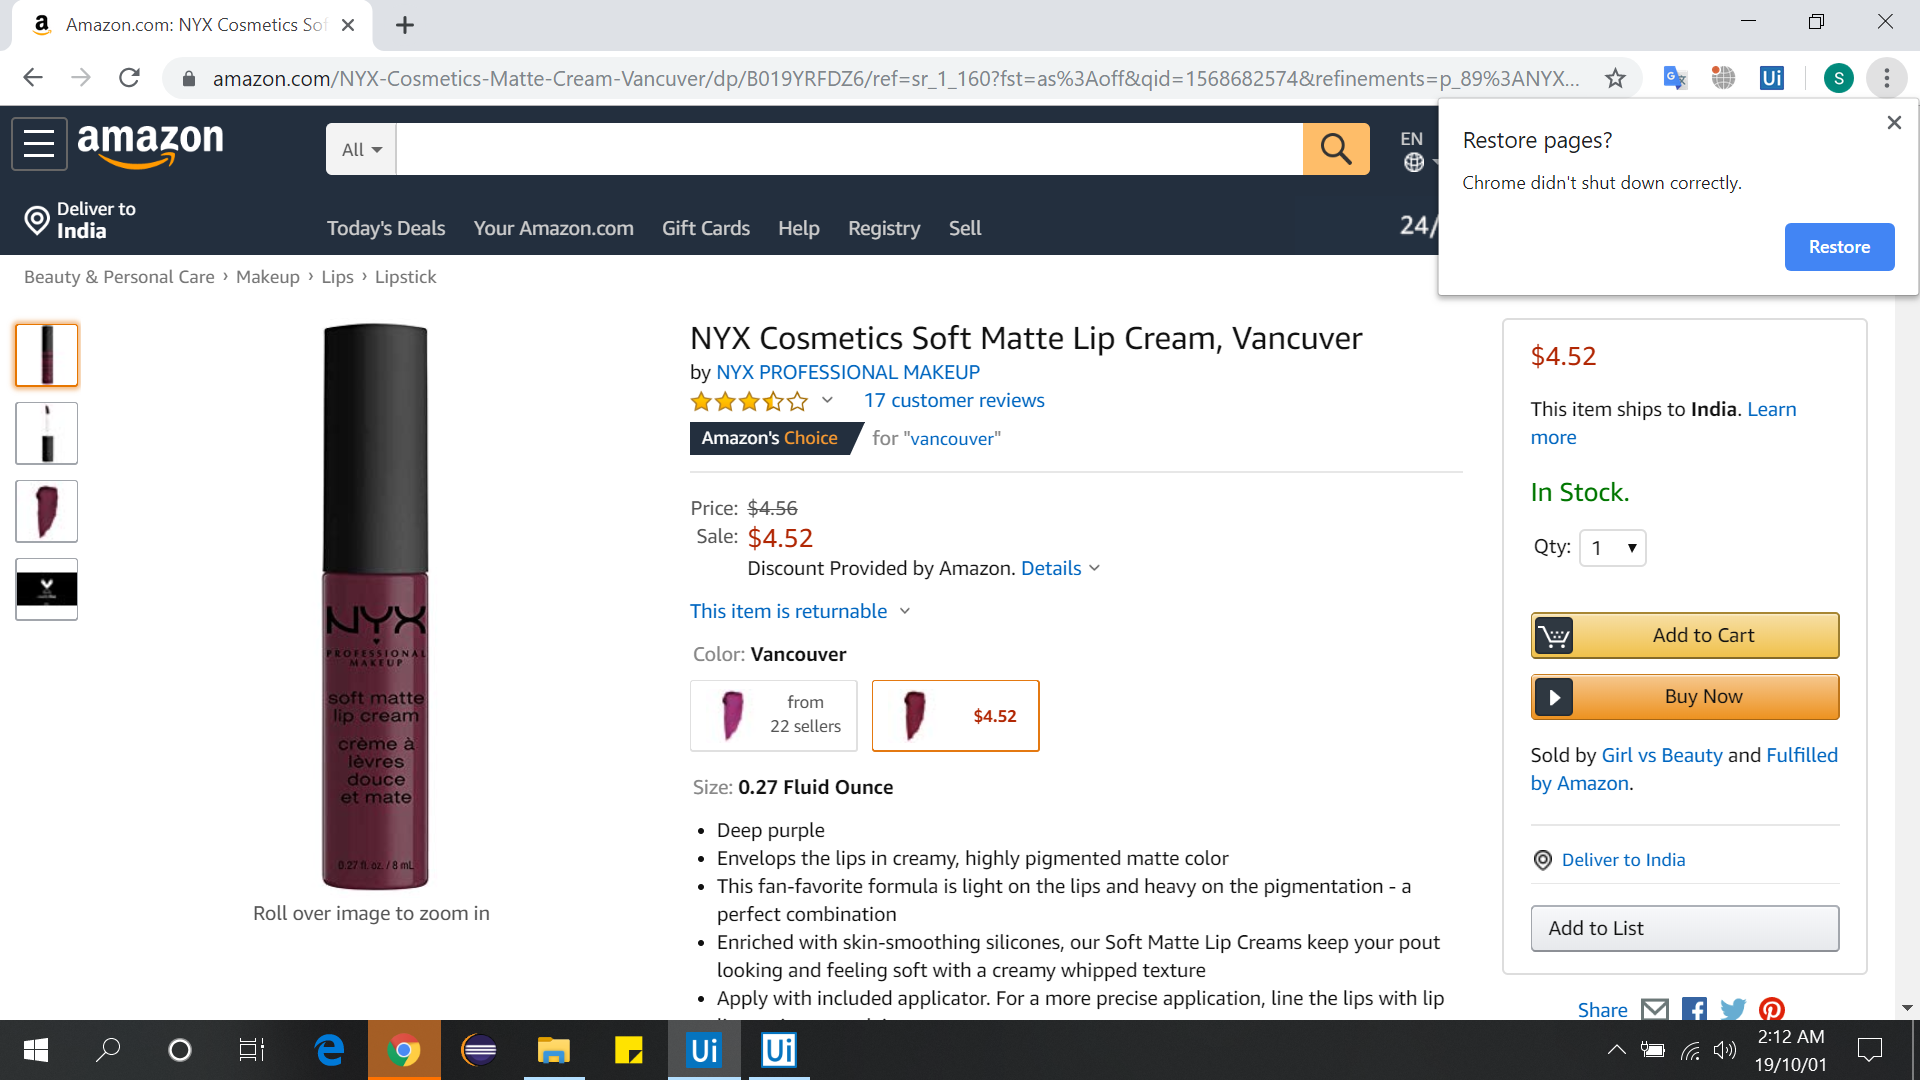 Amazon.com: NYX Cosmetics Sof
amazon.com/NYX-Cosmetics-Matte-Cream-Vancuver/dp/B019YRFDZ6/ref=sr_1_160?fst=as%3Aoff&qid=1568682574&refinements=p_89%3ANYX...
Ui
S
Restore pages?
Chrome didn't shut down correctly.
Restore
amazon
All
EN
Deliver to
India
Today's Deals
Your Amazon.com
Gift Cards
Help
Registry
Sell
24/
Beauty & Personal Care › Makeup › Lips › Lipstick
NYX
PROFESSIONAL
MAKEUP
soft matte
lip cream
crème à
lèvres
douce
et mate
0.27 fl. oz. / 8 mL
Roll over image to zoom in
NYX Cosmetics Soft Matte Lip Cream, Vancuver
by NYX PROFESSIONAL MAKEUP
17 customer reviews
Amazon's Choice for "vancouver"
Price: $4.56
Sale: $4.52
Discount Provided by Amazon. Details
This item is returnable
Color: Vancouver
from
22 sellers
$4.52
Size: 0.27 Fluid Ounce
• Deep purple
• Envelops the lips in creamy, highly pigmented matte color
• This fan-favorite formula is light on the lips and heavy on the pigmentation - a
perfect combination
• Enriched with skin-smoothing silicones, our Soft Matte Lip Creams keep your pout
looking and feeling soft with a creamy whipped texture
• Apply with included applicator. For a more precise application, line the lips with lip
$4.52
This item ships to India. Learn
more
In Stock.
Qty: 1
Add to Cart
Buy Now
Sold by Girl vs Beauty and Fulfilled
by Amazon.
Deliver to India
Add to List
Share
Ui
Ui
2:12 AM
19/10/01